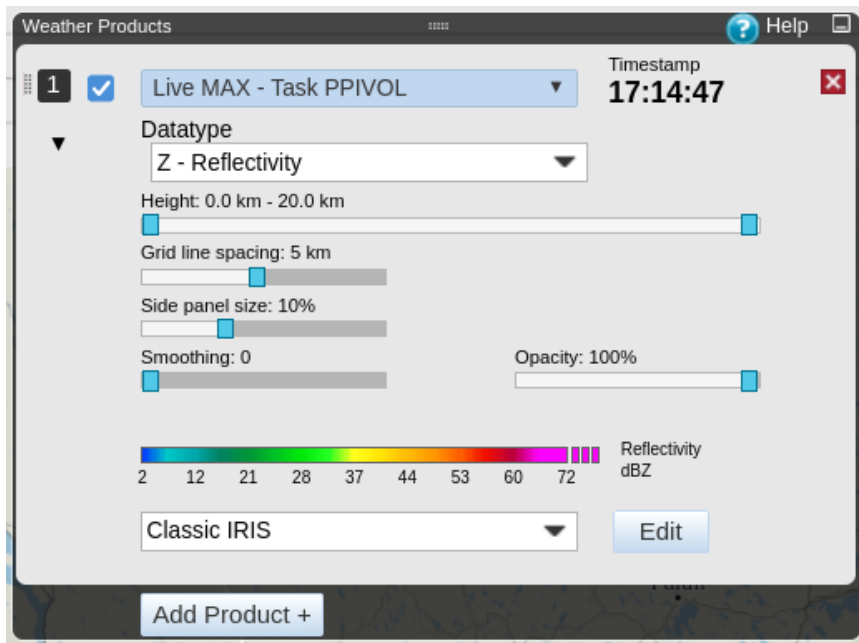 Weather Products
? Help
Timestamp
1 Live MAX - Task PPIVOL 17:14:47
Datatype
Z - Reflectivity
Height: 0.0 km - 20.0 km
Grid line spacing: 5 km
Side panel size: 10%
Smoothing: 0 Opacity: 100%
Reflectivity
dBZ
2 12 21 28 37 44 53 60 72
Classic IRIS
Edit
Add Product +